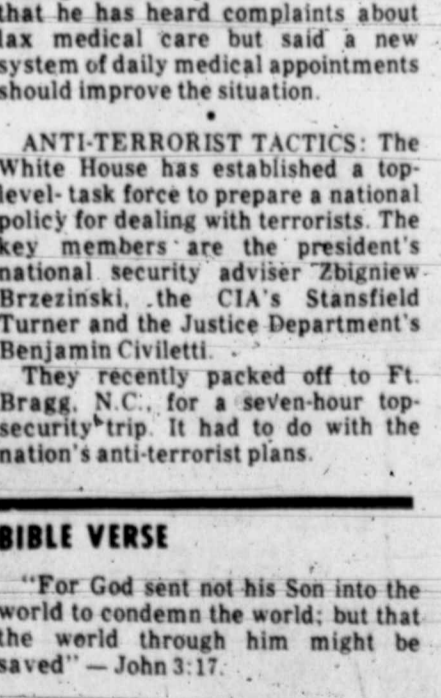 that he has heard complaints about
lax medical care but said a new
system of daily medical appointments
should improve the situation.
•
ANTI-TERRORIST TACTICS: The
White House has established a top-
level task force to prepare a national
policy for dealing with terrorists. The
key members are the president's
national security adviser Zbigniew
Brzezinski, the CIA's Stansfield
Turner and the Justice Department's
Benjamin Civiletti.
They recently packed off to Ft.
Bragg, N.C., for a seven-hour top-
security trip. It had to do with the
nation's anti-terrorist plans.
BIBLE VERSE
"For God sent not his Son into the
world to condemn the world; but that
the world through him might be
saved" — John 3:17.